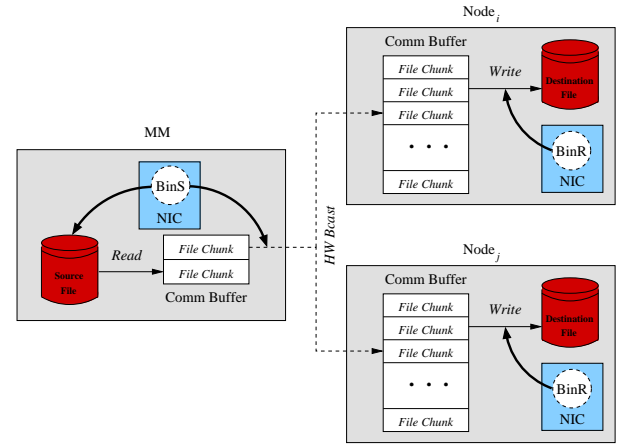 MM
BinS
NIC
Source
File
Read
File Chunk
File Chunk
Comm Buffer
HW Bcast
Node i
Comm Buffer
File Chunk
File Chunk
File Chunk
• • •
File Chunk
Write
Destination
File
BinR
NIC
Node j
Comm Buffer
File Chunk
File Chunk
File Chunk
• • •
File Chunk
Write
Destination
File
BinR
NIC